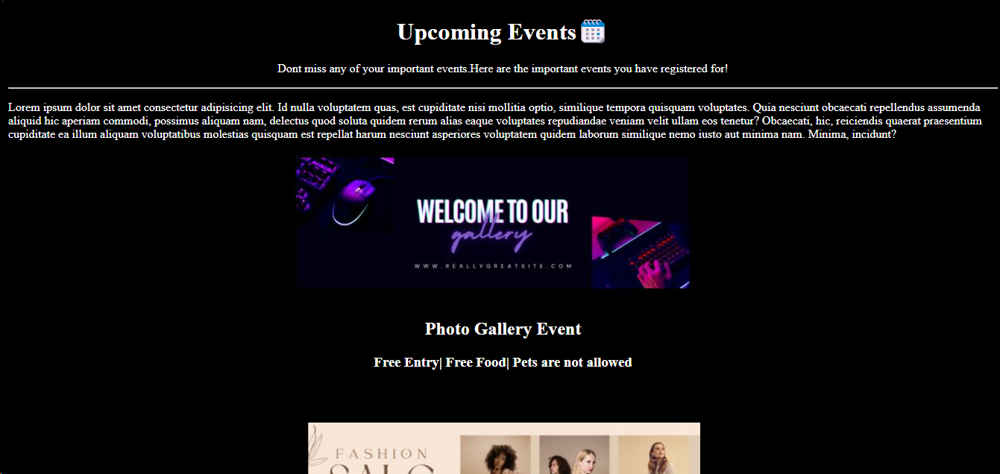 Upcoming Events
Dont miss any of your important events.Here are the important events you have registered for!
Lorem ipsum dolor sit amet consectetur adipisicing elit. Id nulla voluptatem quas, est cupiditate nisi mollitia optio, similique tempora quisquam voluptates. Quia nesciunt obcaecati repellendus assumenda
aliquid hic aperiam commodi, possimus aliquam nam, delectus quod soluta quidem rerum alias eaque voluptates repudiandae veniam velit ullam eos tenetur? Obcaecati, hic, reiciendis quaerat praesentium
cupiditate ea illum aliquam voluptatibus molestias quisquam est repellat harum nesciunt asperiores voluptatem quidem laborum similique nemo iusto aut minima nam. Minima, incidunt?
WELCOME TO OUR
gallery
WWW.REALLYGREATSITE.COM
Photo Gallery Event
Free Entry| Free Food| Pets are not allowed
FASHION